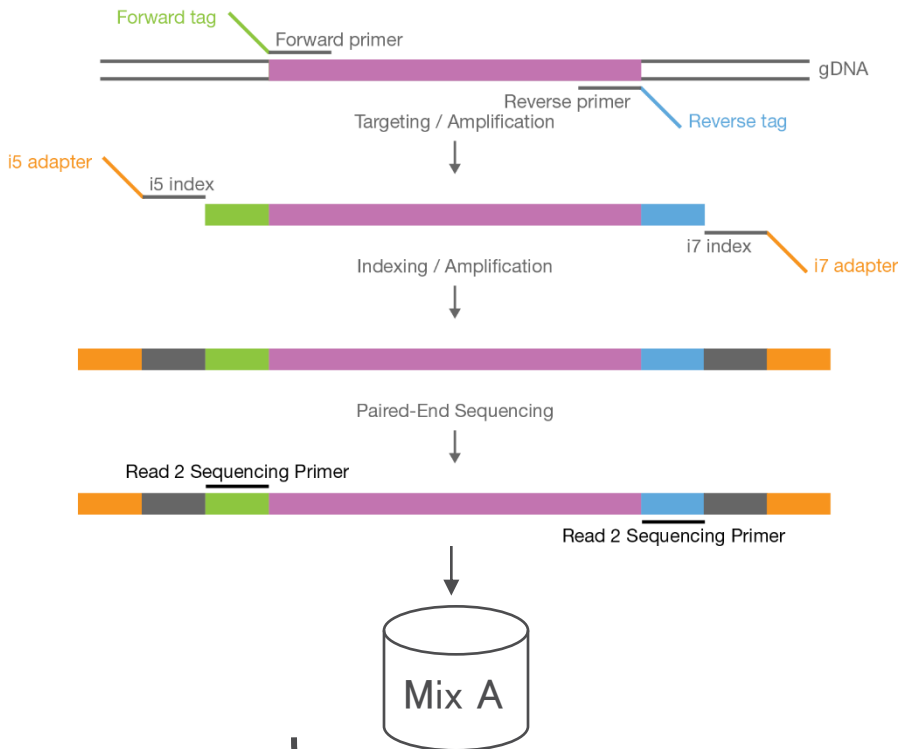 Forward tag
Forward primer
gDNA
Reverse primer
Targeting / Amplification
Reverse tag
i5 adapter
i5 index
i7 index
i7 adapter
Indexing / Amplification
Paired-End Sequencing
Read 2 Sequencing Primer
Read 2 Sequencing Primer
Mix A